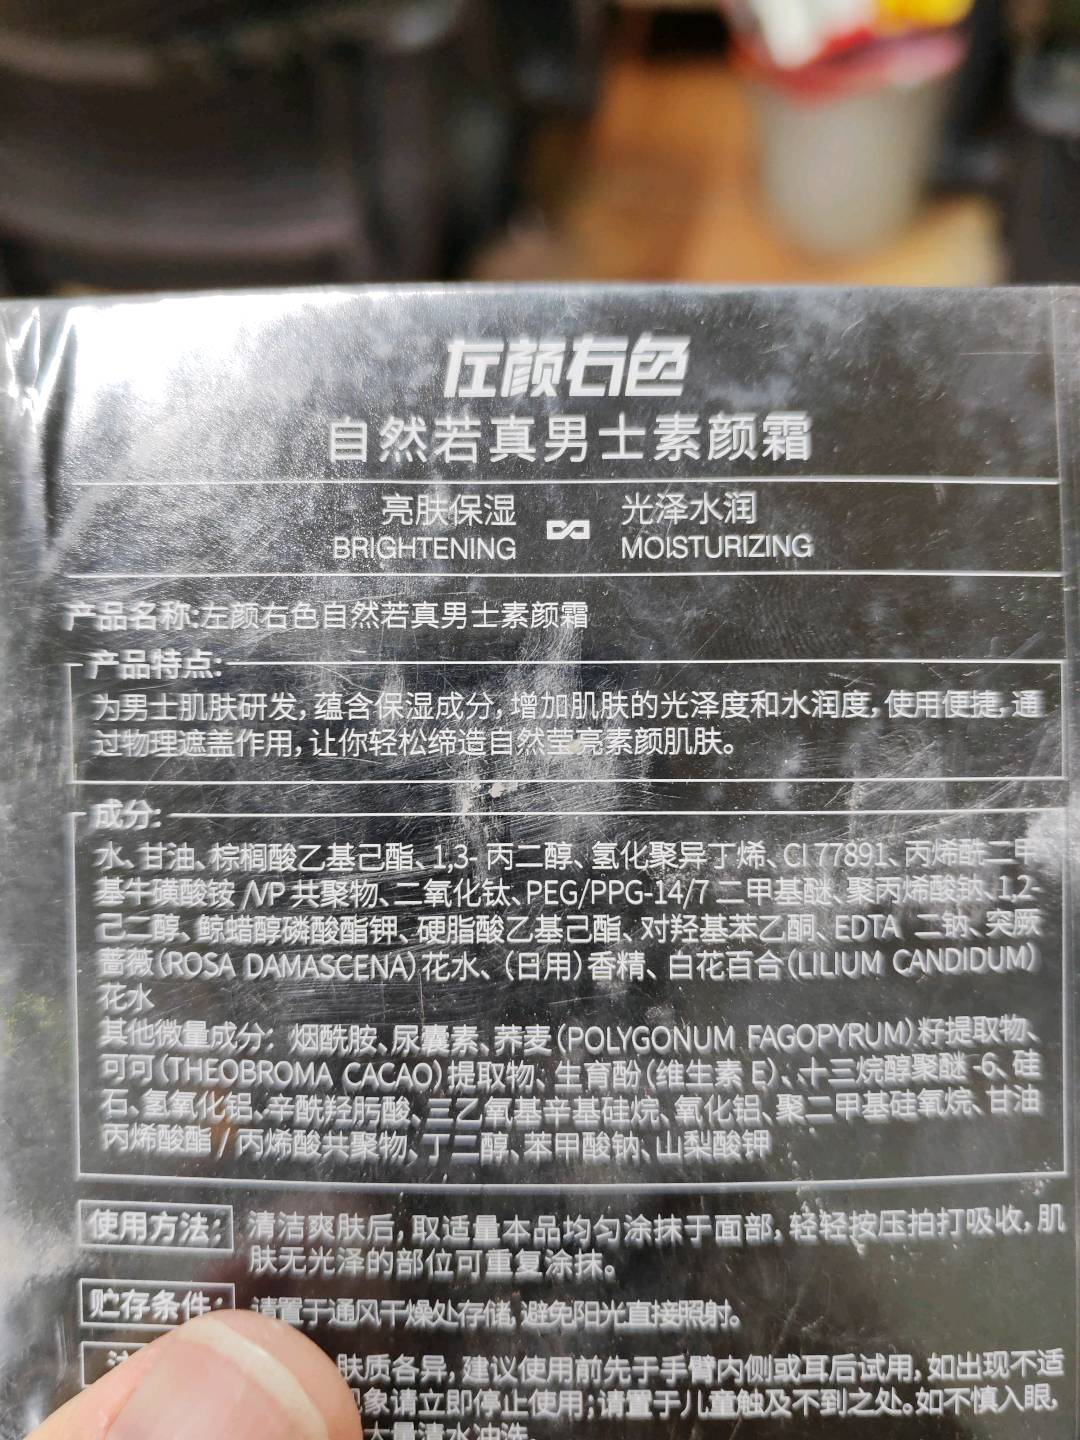 左颜右色
自然若真男士素颜霜
亮肤保湿 光泽水润
BRIGHTENING MOISTURIZING
产品名称:左颜右色自然若真男士素颜霜
产品特点:
为男士肌肤研发,蕴含保湿成分,增加肌肤的光泽度和水润度,使用便捷,通
过物理遮盖作用,让你轻松缔造自然莹亮素颜肌肤。
成分:
水、甘油、棕榈酸乙基己酯、1,3- 丙二醇、氢化聚异丁烯、CI 77891、丙烯酰二甲
基牛磺酸铵 /VP 共聚物、二氧化钛、PEG/PPG-14/7 二甲基醚、聚丙烯酸钠、1,2-
己二醇、鲸蜡醇磷酸酯钾、硬脂酸乙基己酯、对羟基苯乙酮、EDTA 二钠、突厥
蔷薇(ROSA DAMASCENA)花水、(日用)香精、白花百合(LILIUM CANDIDUM)
花水
其他微量成分: 烟酰胺、尿囊素、荞麦(POLYGONUM FAGOPYRUM)籽提取物、
可可(THEOBROMA CACAO)提取物、生育酚(维生素 E)、十三烷醇聚醚 -6、硅
石、氢氧化铝、辛酰羟肟酸、三乙氧基辛基硅烷、氧化铝、聚二甲基硅氧烷、甘油
丙烯酸酯 / 丙烯酸共聚物、丁二醇、苯甲酸钠、山梨酸钾
使用方法: 清洁爽肤后,取适量本品均匀涂抹于面部,轻轻按压拍打吸收,肌
肤无光泽的部位可重复涂抹。
贮存条件: 请置于通风干燥处存储,避免阳光直接照射。
肤质各异,建议使用前先于手臂内侧或耳后试用,如出现不适
现象请立即停止使用;请置于儿童触及不到之处。如不慎入眼,
大量清水冲洗。